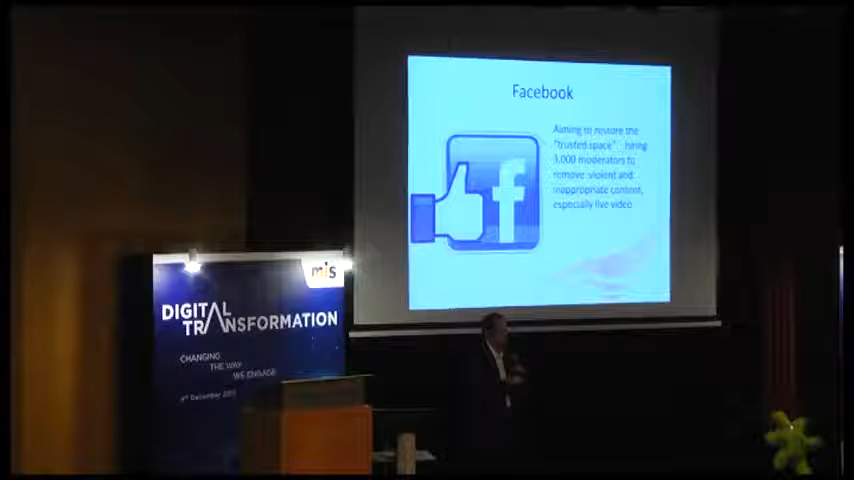 Facebook
Aiming to restore the
"trusted space" hiring
3,000 moderators to
remove violent and
inappropriate content,
especially live video
f
mis
DIGITAL
TRANSFORMATION
CHANGING
THE WAY
WE ENGAGE
December